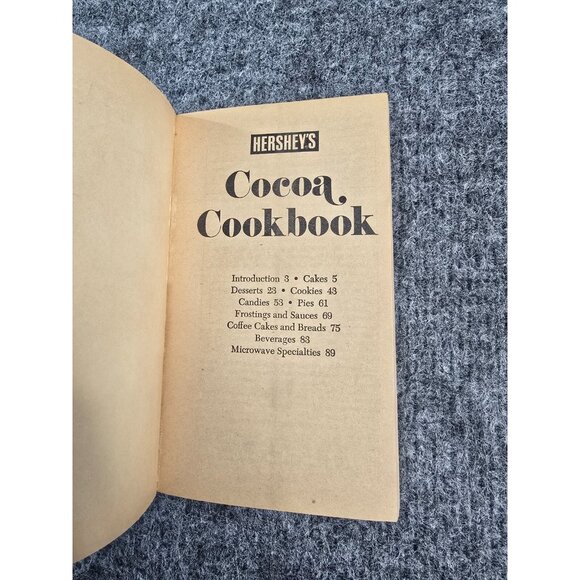 HERSHEY'S
Cocoa
Cookbook
Introduction 3 • Cakes 5
Desserts 23 • Cookies 43
Candies 53 • Pies 61
Frostings and Sauces 69
Coffee Cakes and Breads 75
Beverages 83
Microwave Specialties 89